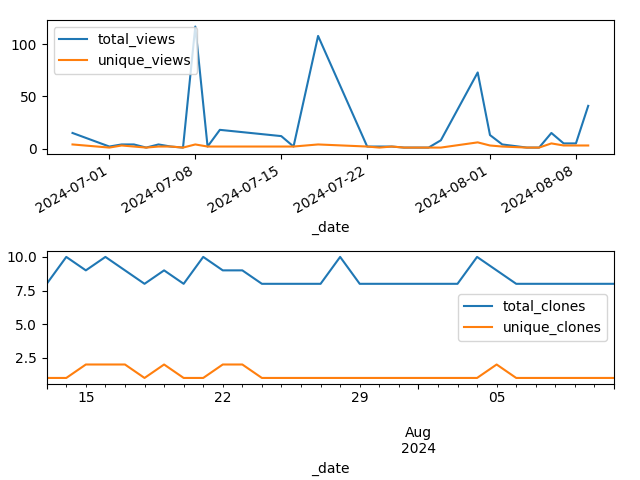 100
50
0
total_views
unique_views
2024-07-01
2024-07-08
2024-07-15
2024-07-22
2024-08-01
2024-08-08
_date
10.0
7.5
5.0
2.5
total_clones
unique_clones
15
22
29
05
Aug
2024
_date